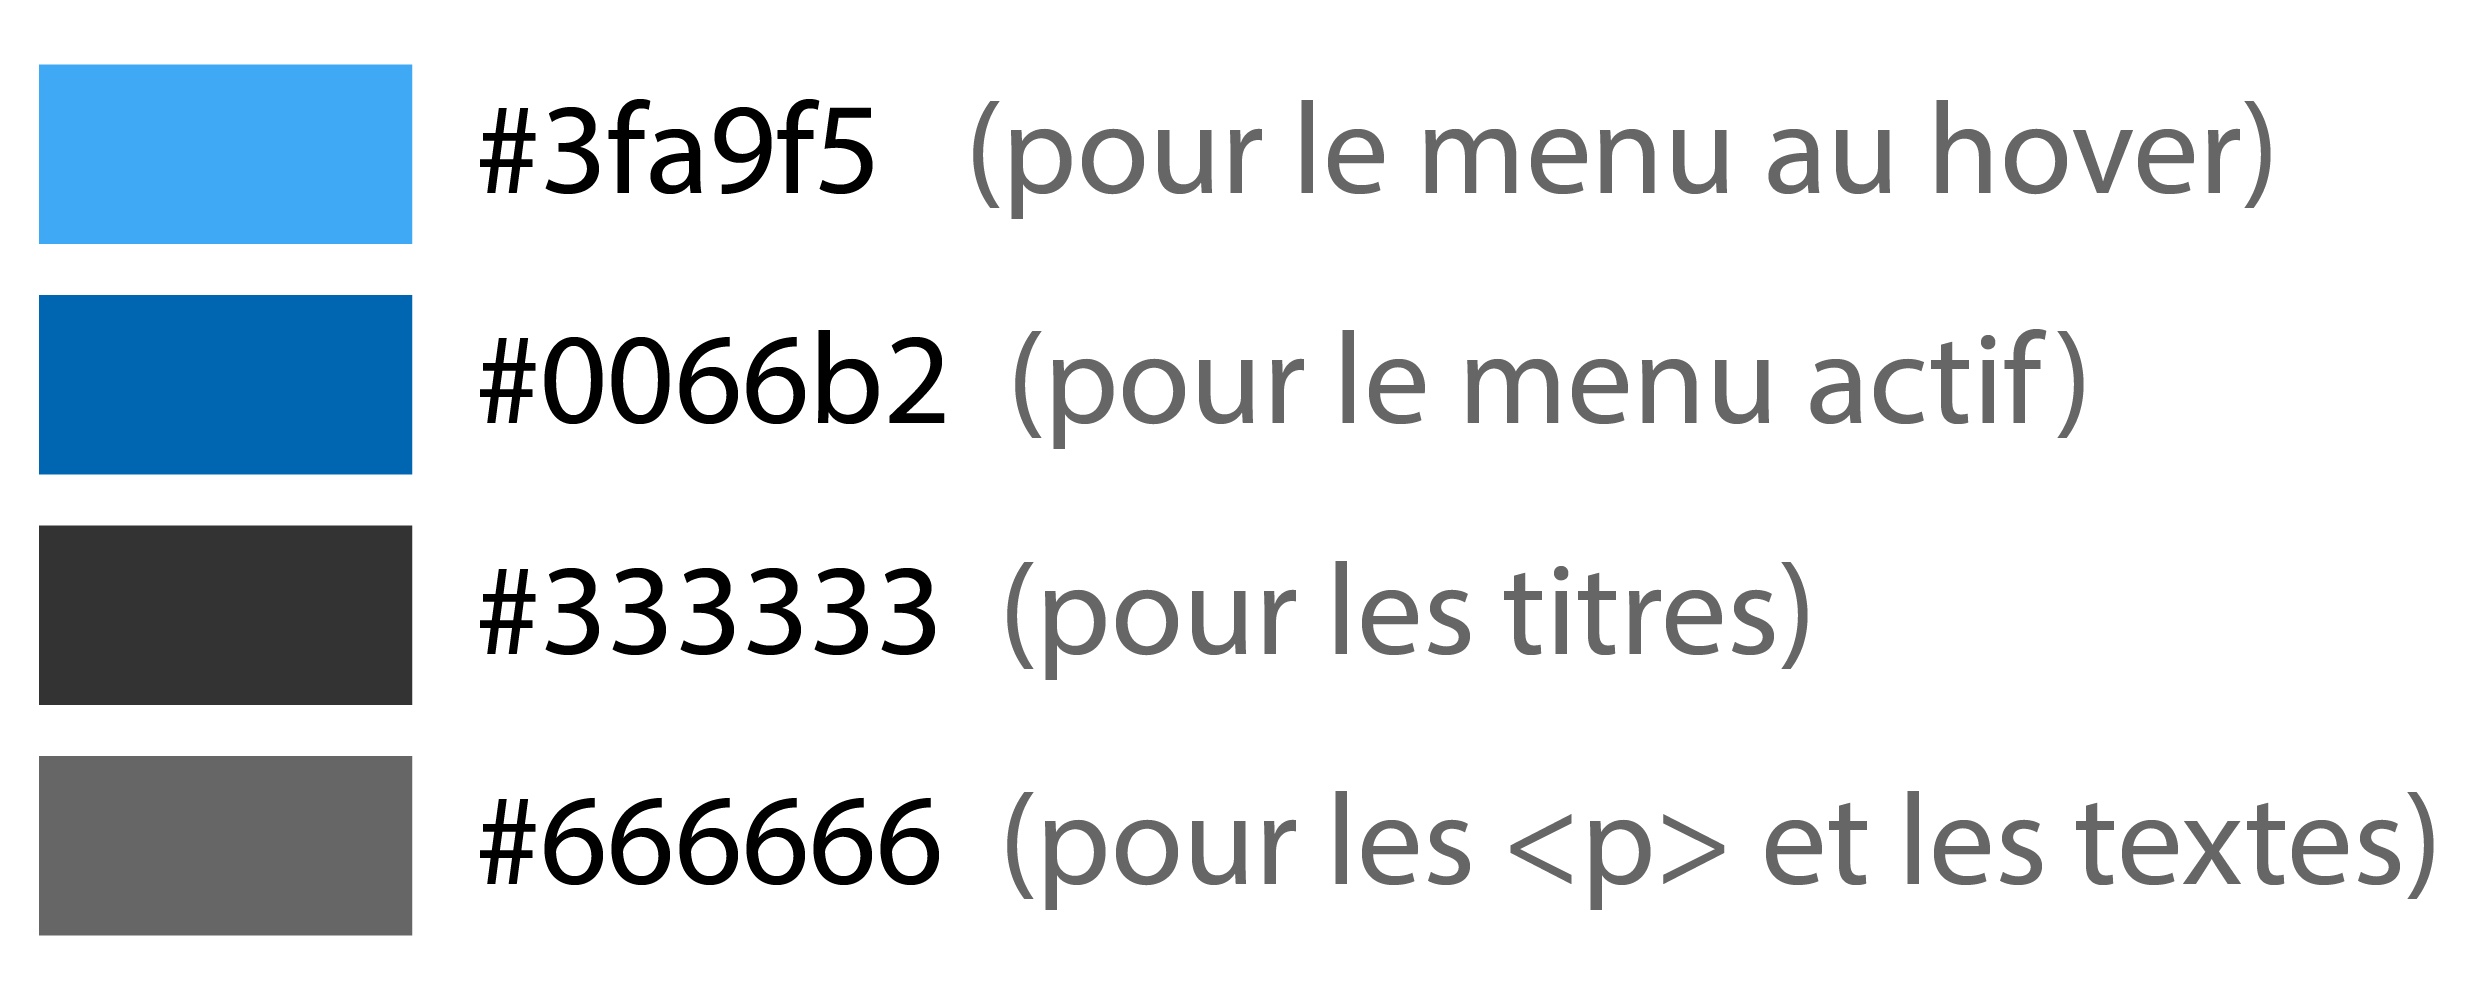 #3fa9f5 (pour le menu au hover)
#0066b2 (pour le menu actif)
#333333 (pour les titres)
#666666 (pour les <p> et les textes)